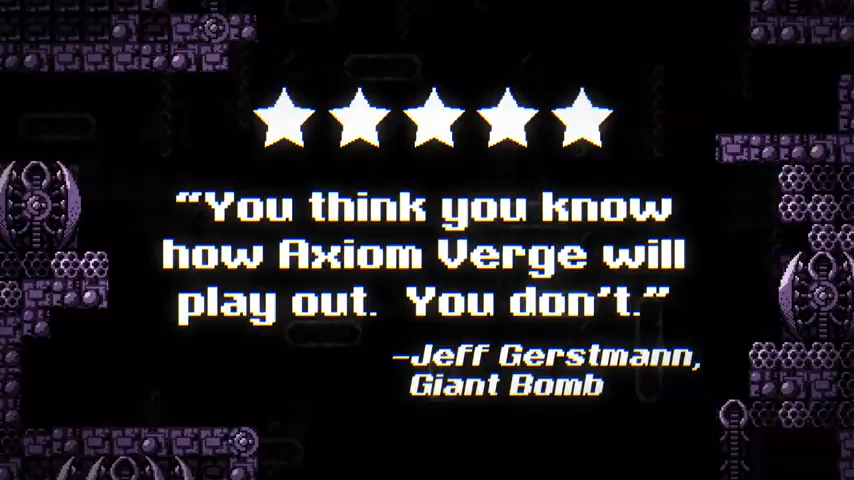 “You think you know
how Axiom Verge will
play out.  You don’t.”
–Jeff Gerstmann,
Giant Bomb